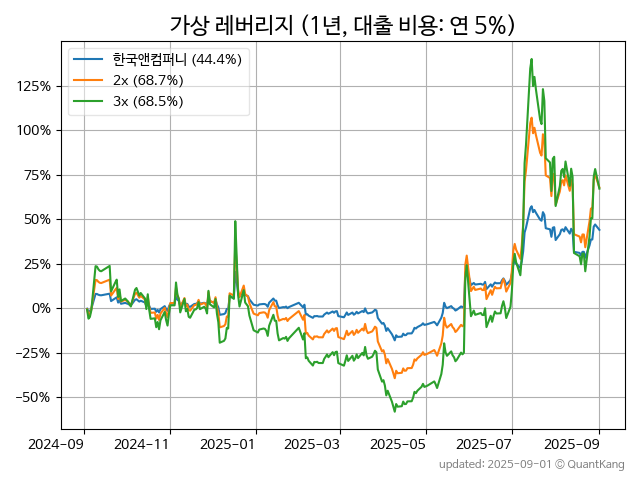 가상 레버리지 (1년, 대출 비용: 연 5%)
한국앤컴퍼니 (44.4%)
2x (68.7%)
3x (68.5%)
125%
100%
75%
50%
25%
0%
−25%
−50%
2024-09 2024-11 2025-01 2025-03 2025-05 2025-07 2025-09
updated: 2025-09-01 © QuantKang